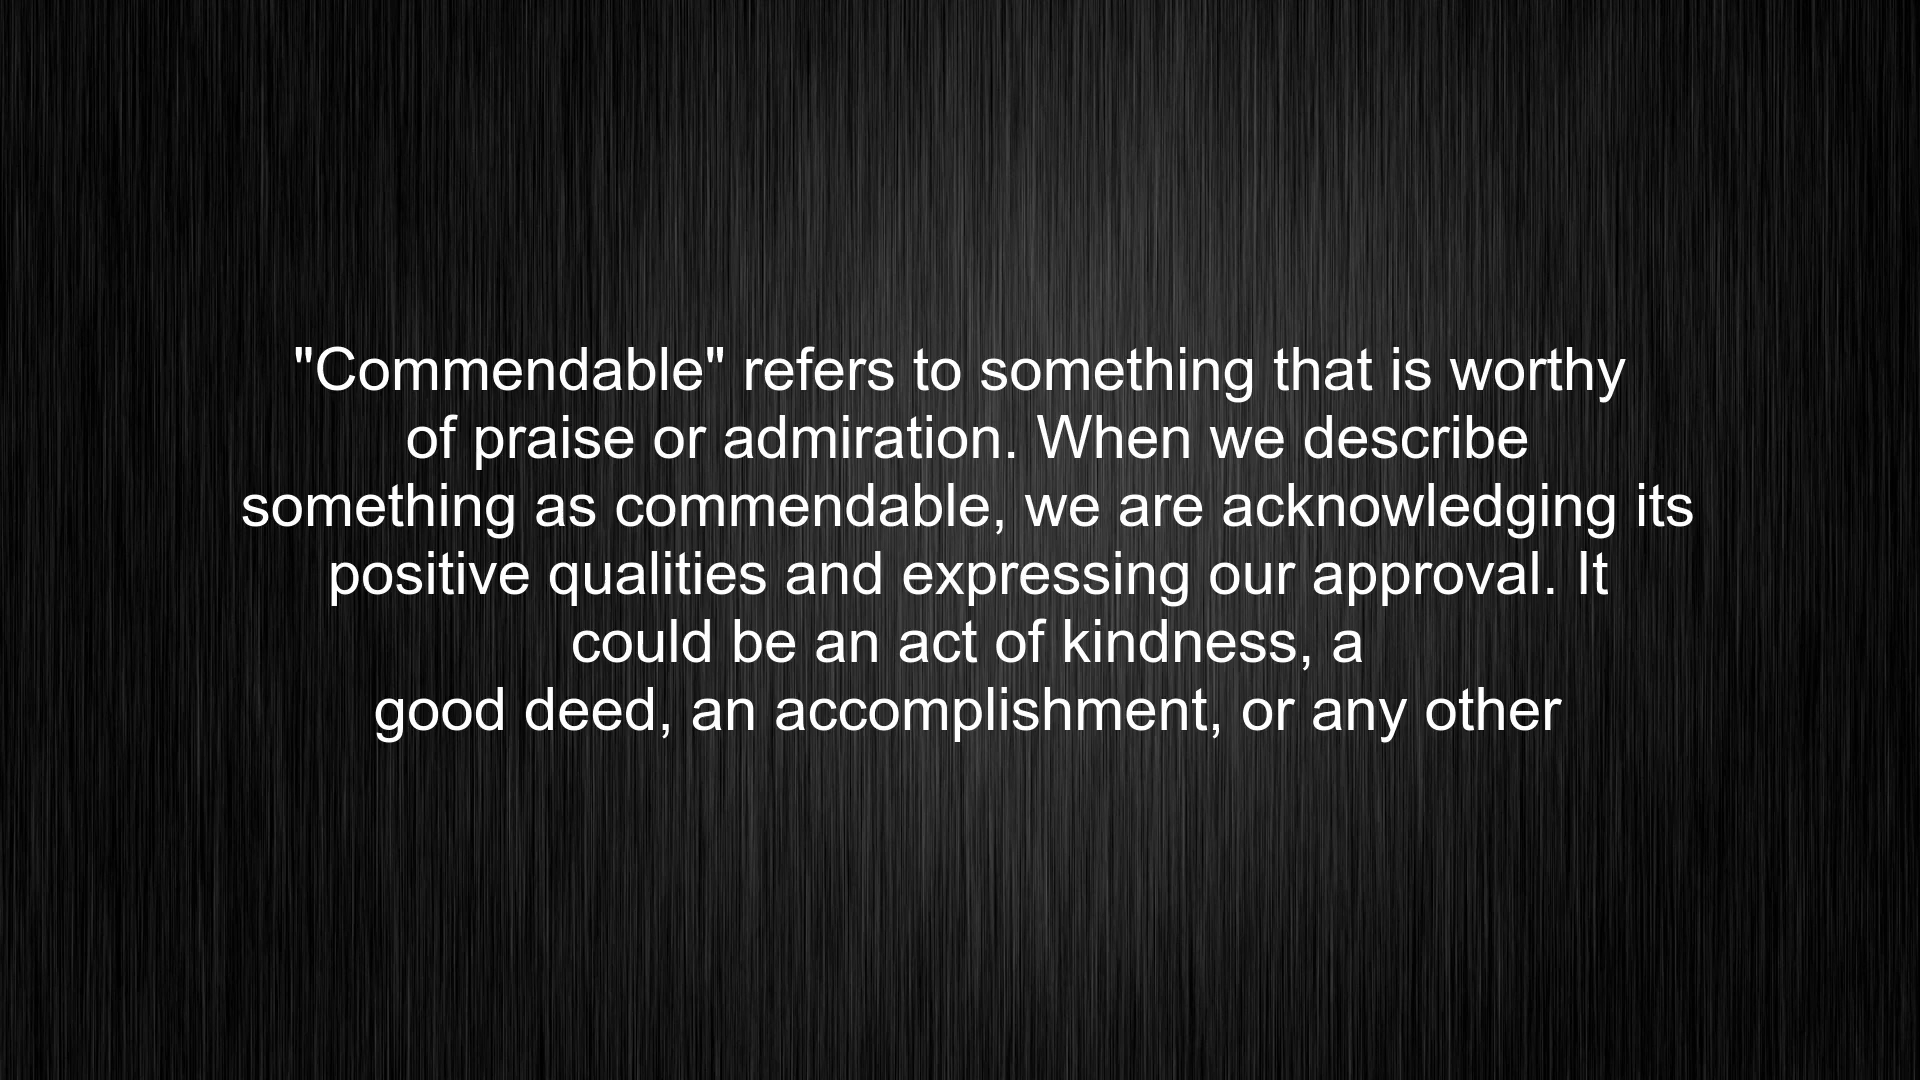 "Commendable" refers to something that is worthy
of praise or admiration. When we describe
something as commendable, we are acknowledging its
positive qualities and expressing our approval. It
could be an act of kindness, a
good deed, an accomplishment, or any other